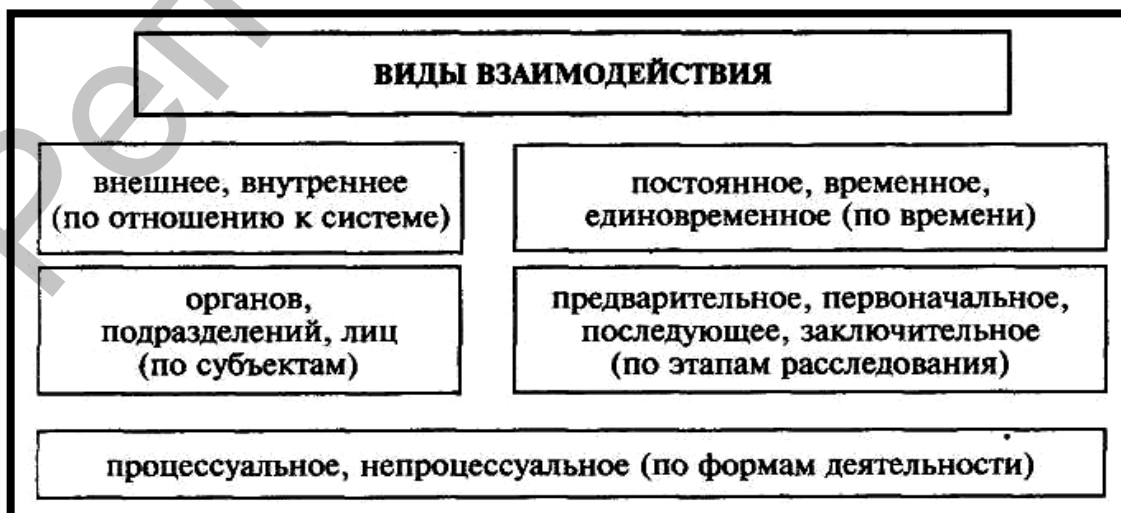 ВИДЫ ВЗАИМОДЕЙСТВИЯ
внешнее, внутреннее
(по отношению к системе)
постоянное, временное,
единовременное (по времени)
органов,
подразделений, лиц
(по субъектам)
предварительное, первоначальное,
последующее, заключительное
(по этапам расследования)
процессуальное, непроцессуальное (по формам деятельности)
Реп